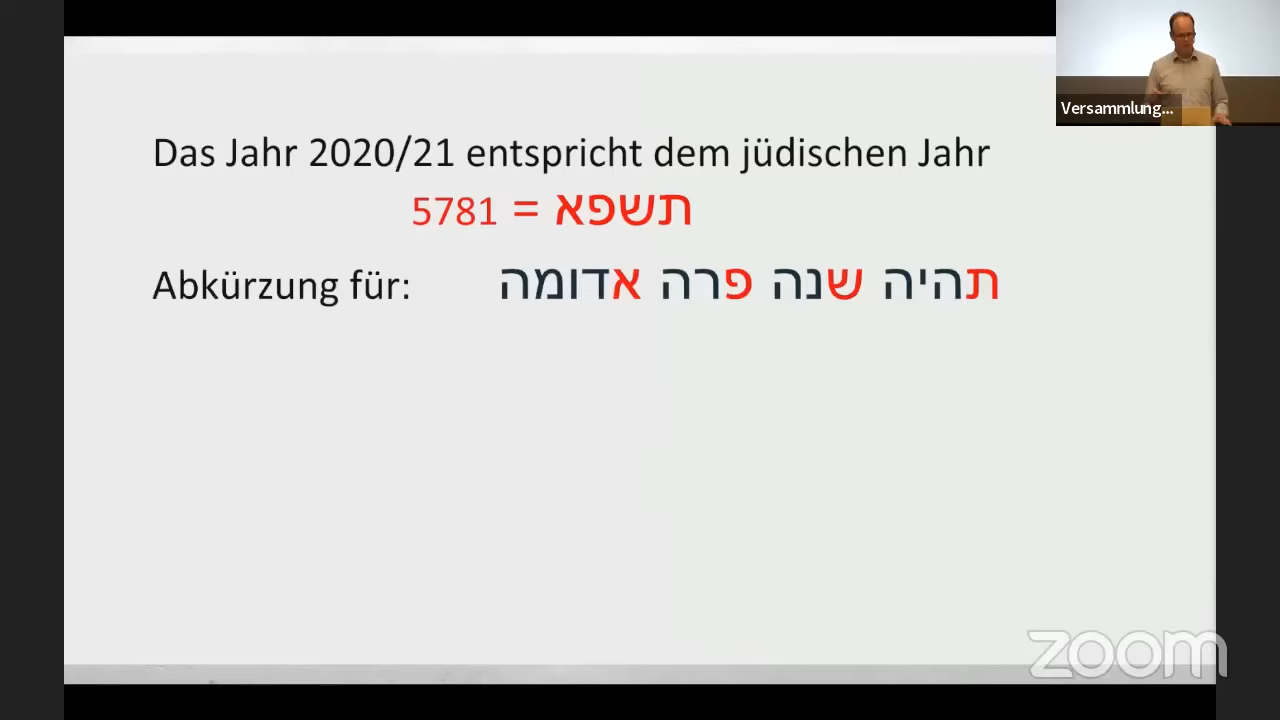 Das Jahr 2020/21 entspricht dem jüdischen Jahr
5781 = תשפא
Abkürzung für: תהיה שנה פרה אדומה
Versammlung...
zoom